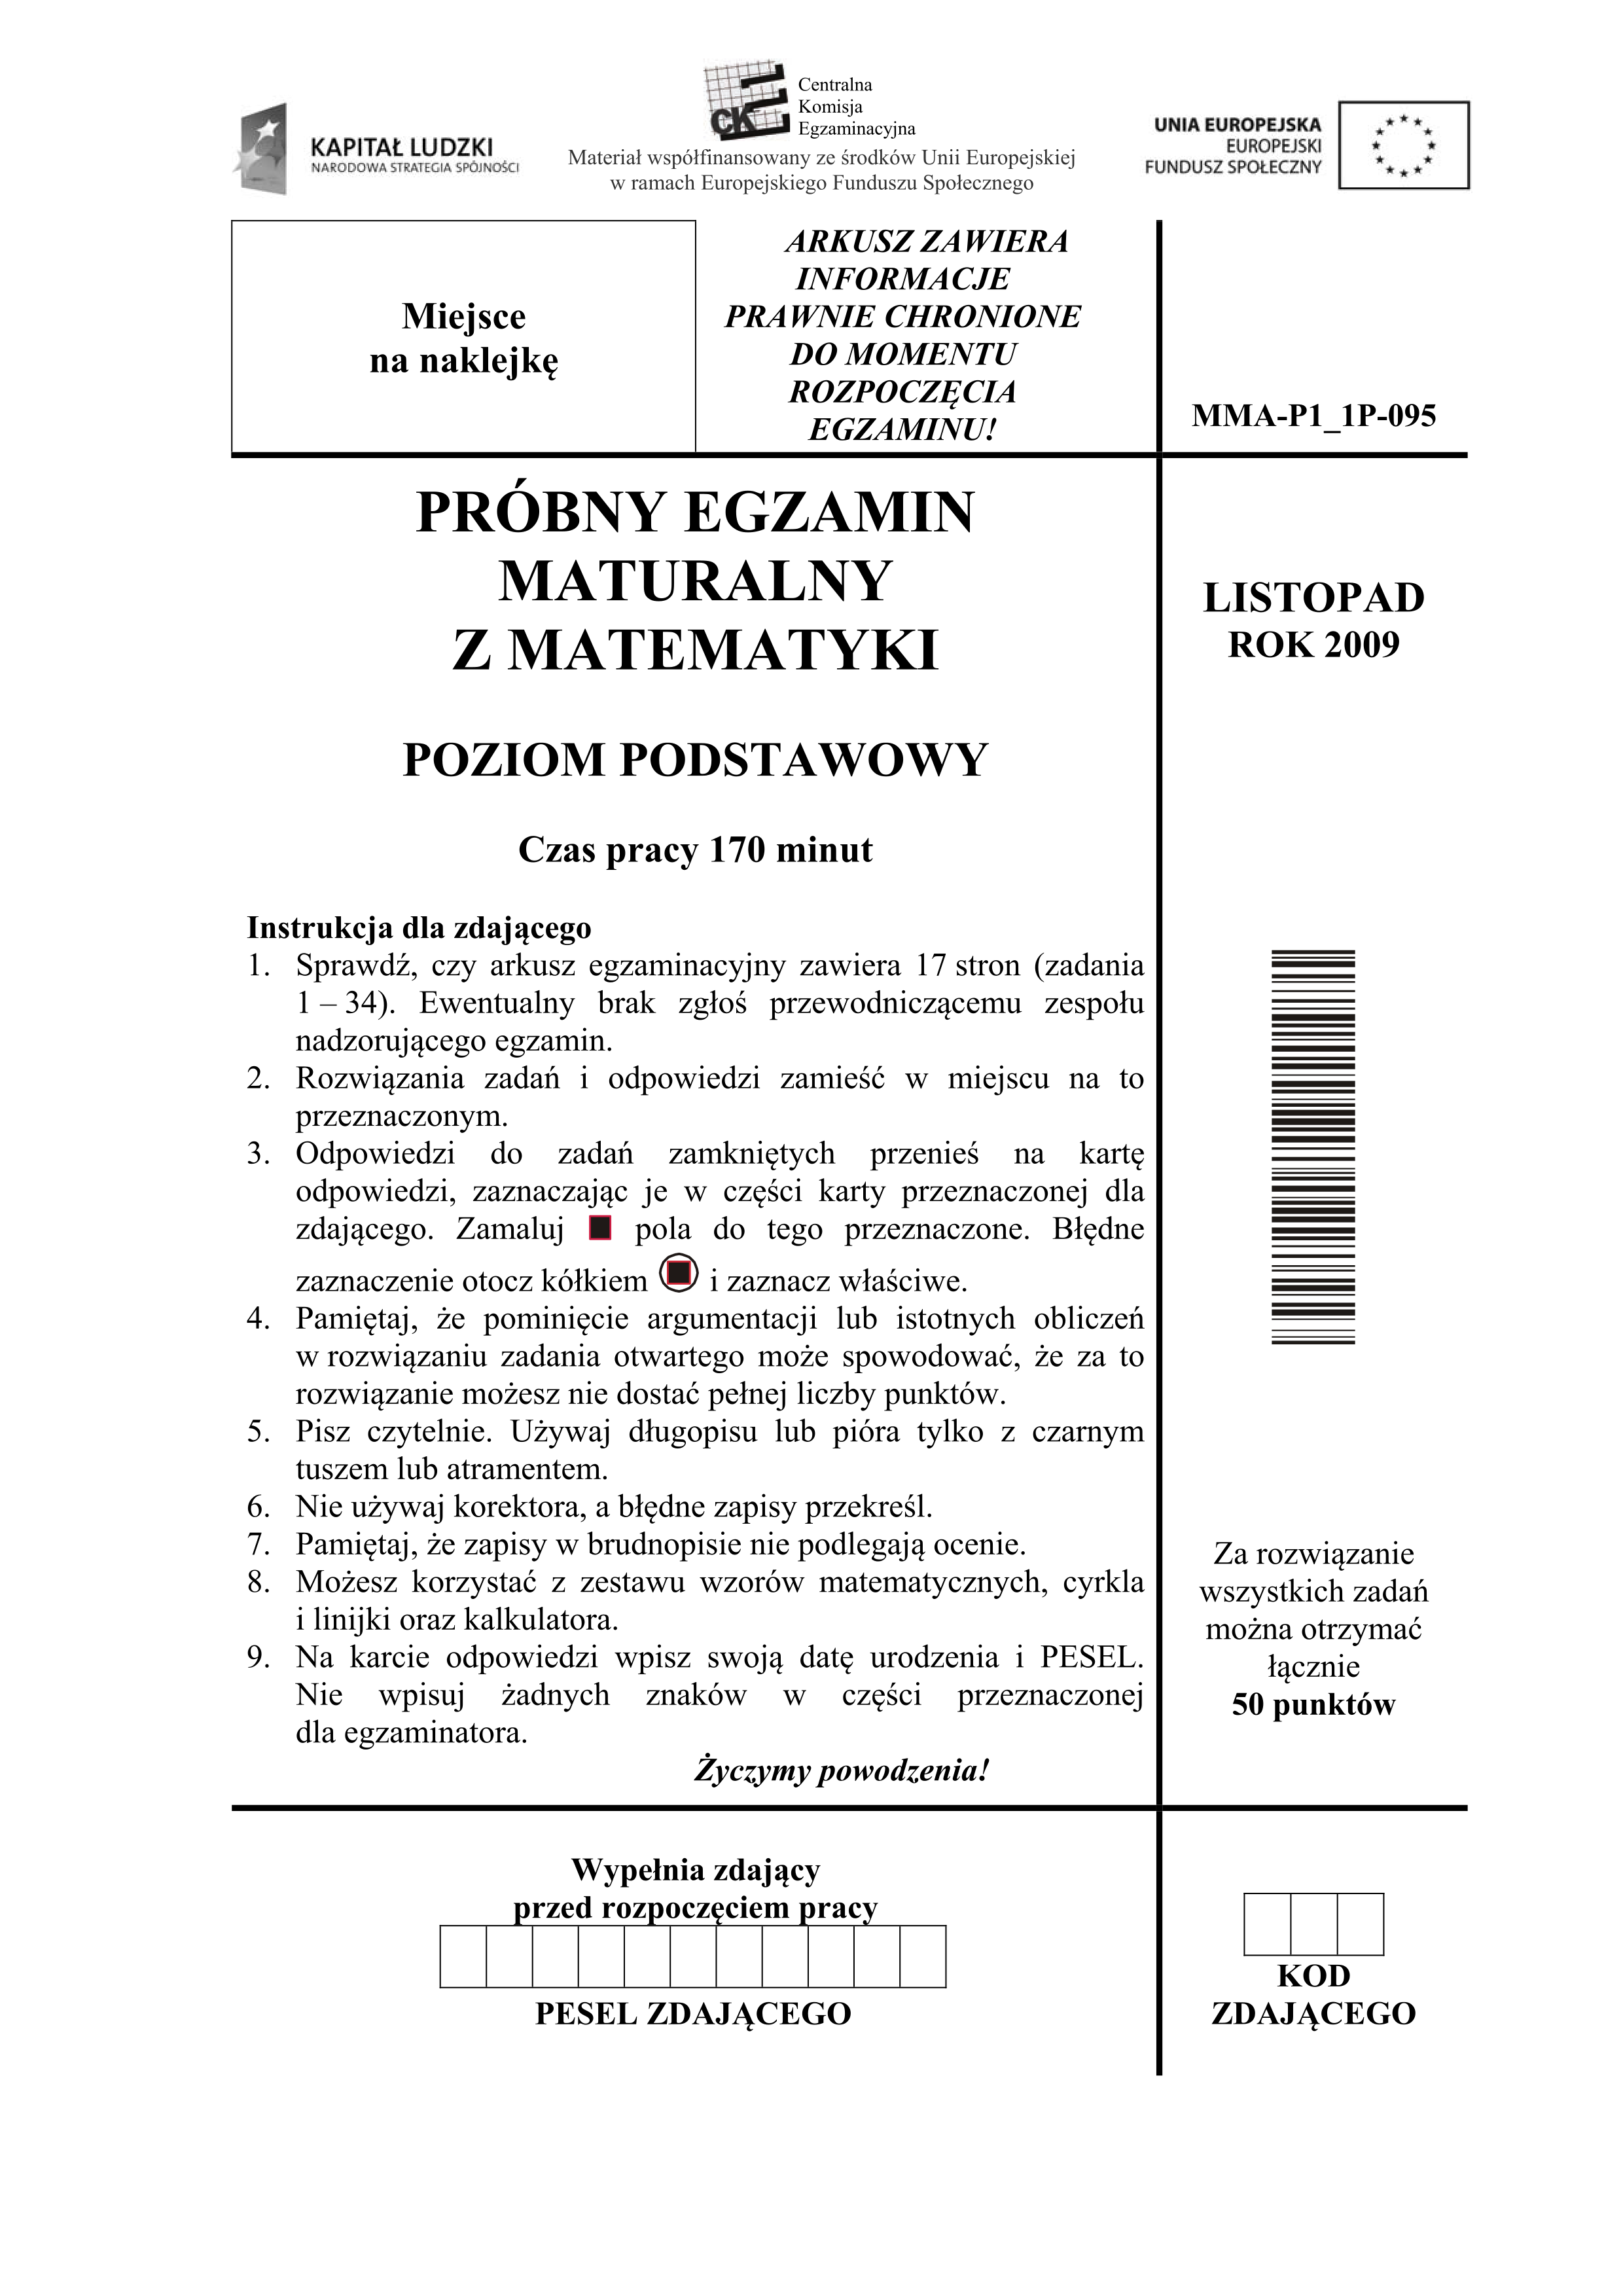 KAPITAŁ LUDZKI
NARODOWA STRATEGIA SPÓJNOŚCI
CKE
Centralna
Komisja
Egzaminacyjna
Materiał współfinansowany ze środków Unii Europejskiej
w ramach Europejskiego Funduszu Społecznego
UNIA EUROPEJSKA
EUROPEJSKI
FUNDUSZ SPOŁECZNY
Miejsce
na naklejkę
ARKUSZ ZAWIERA
INFORMACJE
PRAWNIE CHRONIONE
DO MOMENTU
ROZPOCZĘCIA
EGZAMINU!
MMA-P1_1P-095
PRÓBNY EGZAMIN
MATURALNY
Z MATEMATYKI
POZIOM PODSTAWOWY
Czas pracy 170 minut
LISTOPAD
ROK 2009
Instrukcja dla zdającego
1. Sprawdź, czy arkusz egzaminacyjny zawiera 17 stron (zadania
1 – 34). Ewentualny brak zgłoś przewodniczącemu zespołu
nadzorującego egzamin.
2. Rozwiązania zadań i odpowiedzi zamieść w miejscu na to
przeznaczonym.
3. Odpowiedzi do zadań zamkniętych przenieś na kartę
odpowiedzi, zaznaczając je w części karty przeznaczonej dla
zdającego. Zamaluj pola do tego przeznaczone. Błędne
zaznaczenie otocz kółkiem i zaznacz właściwe.
4. Pamiętaj, że pominięcie argumentacji lub istotnych obliczeń
w rozwiązaniu zadania otwartego może spowodować, że za to
rozwiązanie możesz nie dostać pełnej liczby punktów.
5. Pisz czytelnie. Używaj długopisu lub pióra tylko z czarnym
tuszem lub atramentem.
6. Nie używaj korektora, a błędne zapisy przekreśl.
7. Pamiętaj, że zapisy w brudnopisie nie podlegają ocenie.
8. Możesz korzystać z zestawu wzorów matematycznych, cyrkla
i linijki oraz kalkulatora.
9. Na karcie odpowiedzi wpisz swoją datę urodzenia i PESEL.
Nie wpisuj żadnych znaków w części przeznaczonej
dla egzaminatora.
Życzymy powodzenia!
Za rozwiązanie
wszystkich zadań
można otrzymać
łącznie
50 punktów
Wypełnia zdający
przed rozpoczęciem pracy
PESEL ZDAJĄCEGO
KOD
ZDAJĄCEGO